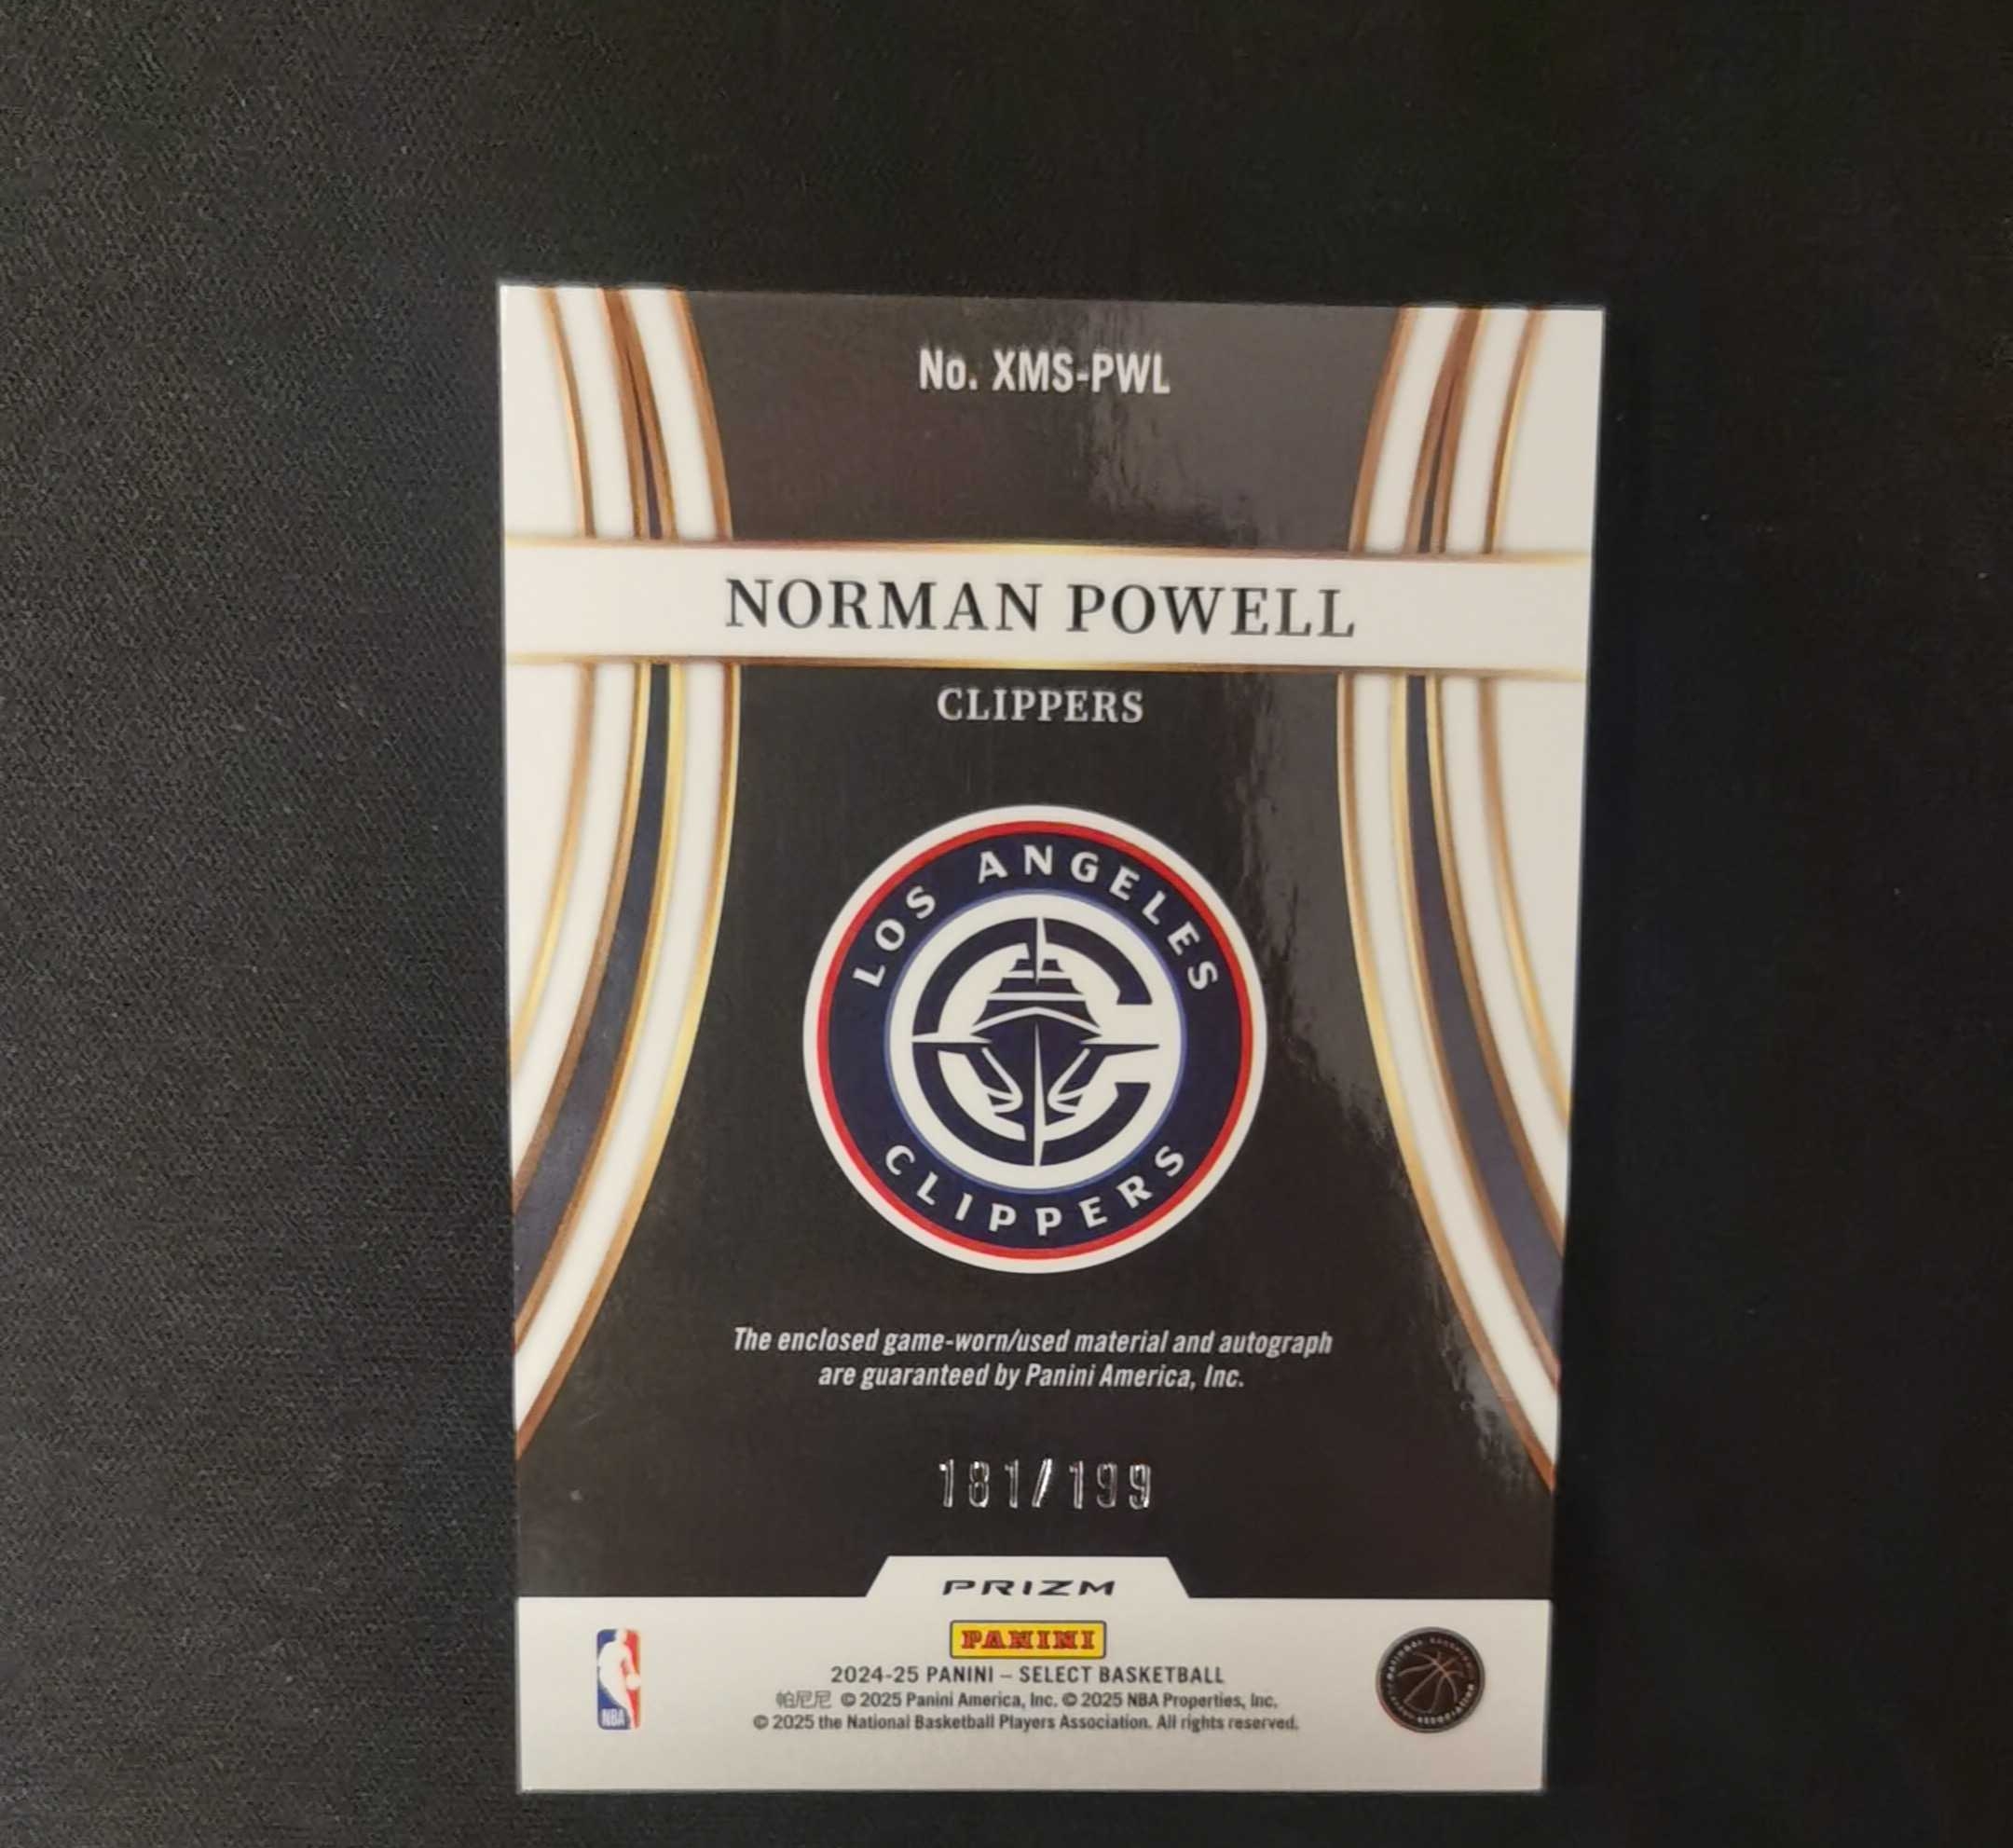 No. XMS-PWL
NORMAN POWELL
CLIPPERS
LOS ANGELES
CLIPPERS
The enclosed game-worn/used material and autograph
are guaranteed by Panini America, Inc.
181/199
PRIZM
PANINI
2024-25 PANINI – SELECT BASKETBALL
帕尼尼 © 2025 Panini America, Inc. © 2025 NBA Properties, Inc.
© 2025 the National Basketball Players Association. All rights reserved.
NBA